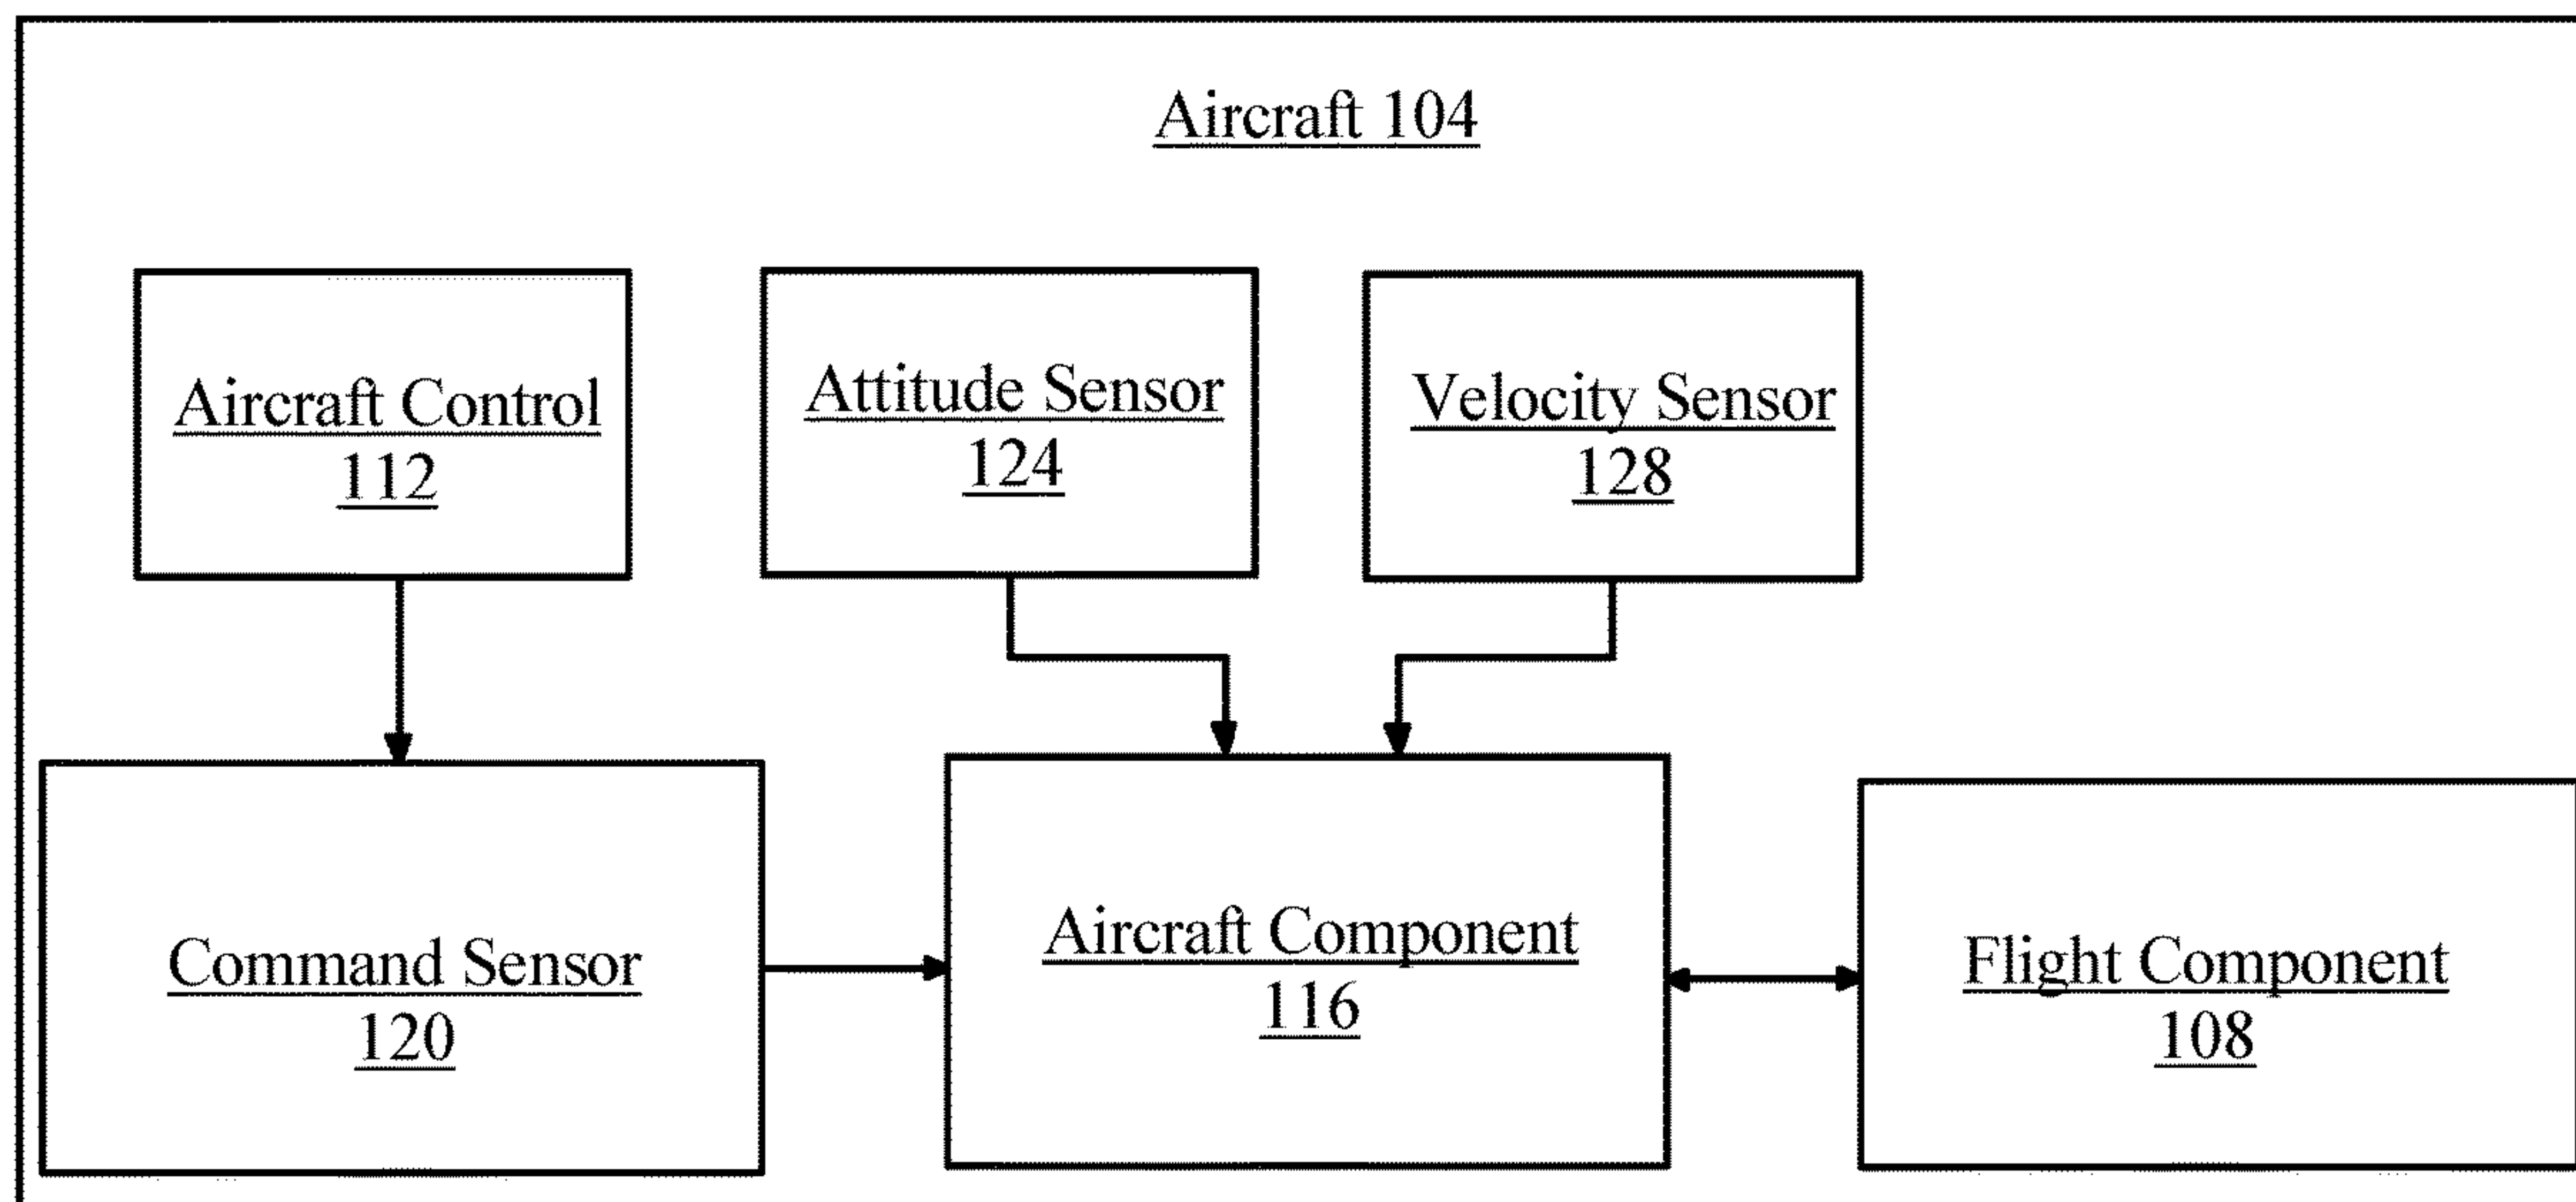 Aircraft 104
Aircraft Control
112
Attitude Sensor
124
Velocity Sensor
128
Command Sensor
120
Aircraft Component
116
Flight Component
108